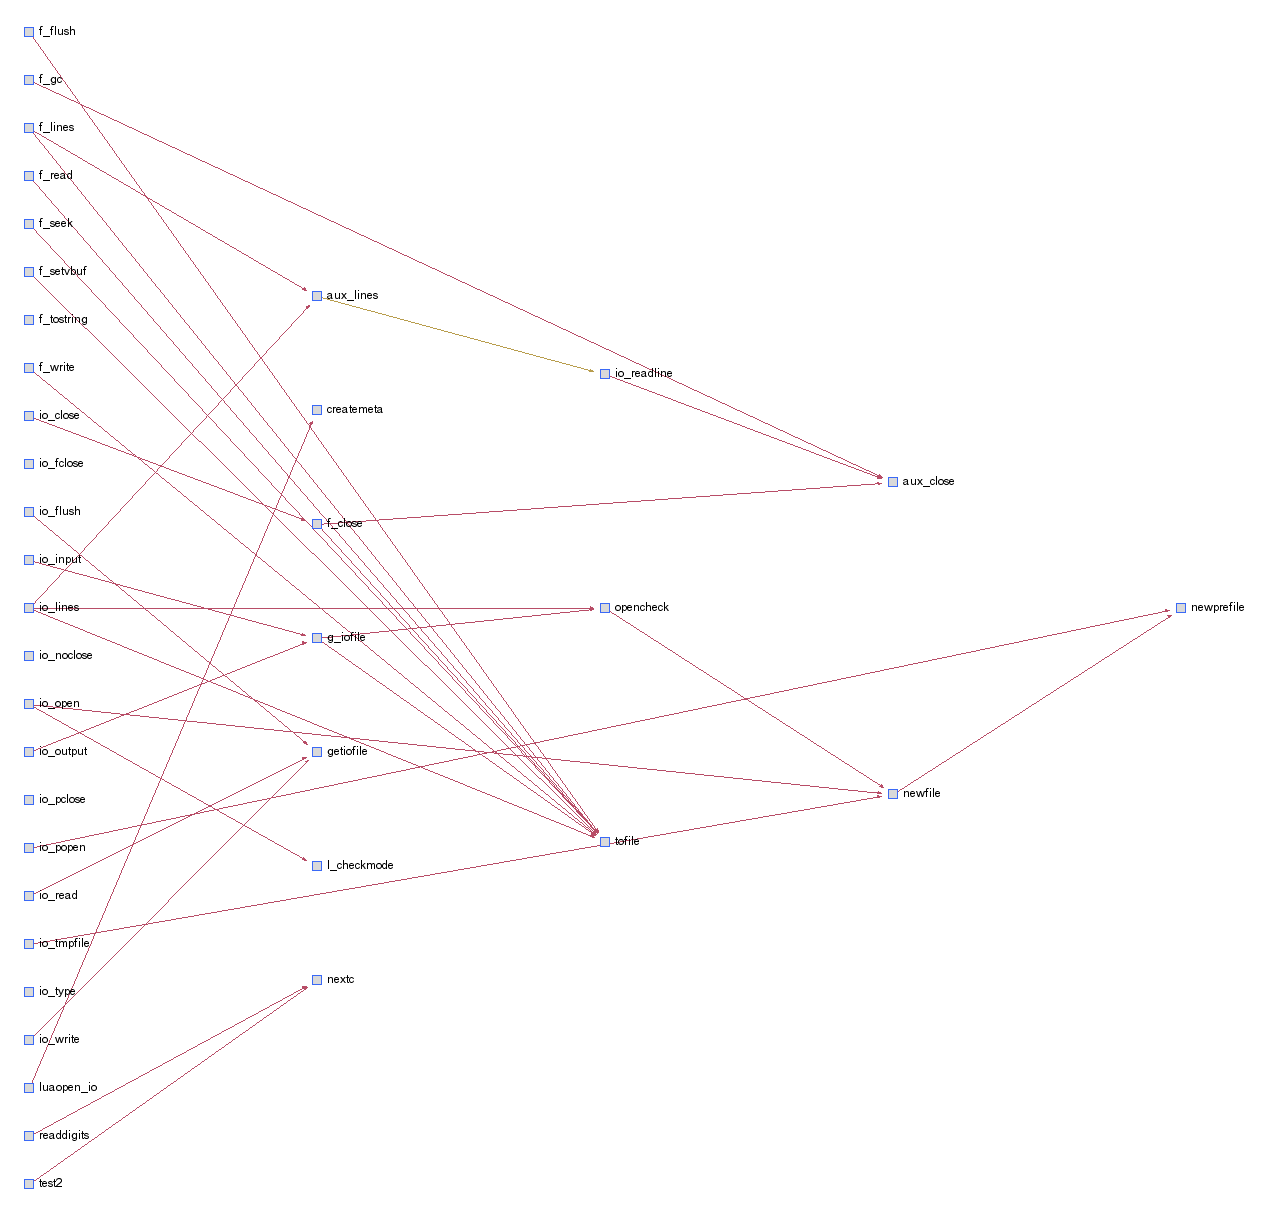 f_flush
f_gc
f_lines
f_read
f_seek
f_setvbuf
f_tostring
f_write
io_close
io_fclose
io_flush
io_input
io_lines
io_noclose
io_open
io_output
io_pclose
io_popen
io_read
io_tmpfile
io_type
io_write
luaopen_io
readdigits
test2
aux_lines
createmeta
f_close
g_iofile
getiofile
l_checkmode
nextc
io_readline
opencheck
tofile
aux_close
newfile
newprefile